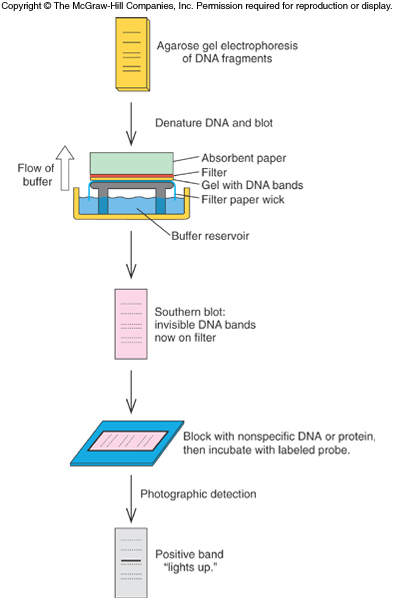 Copyright © The McGraw-Hill Companies, Inc. Permission required for reproduction or display.
Agarose gel electrophoresis
of DNA fragments
Denature DNA and blot
Flow of
buffer
Absorbent paper
Filter
Gel with DNA bands
Filter paper wick
Buffer reservoir
Southern blot:
invisible DNA bands
now on filter
Block with nonspecific DNA or protein,
then incubate with labeled probe.
Photographic detection
Positive band
“lights up.”